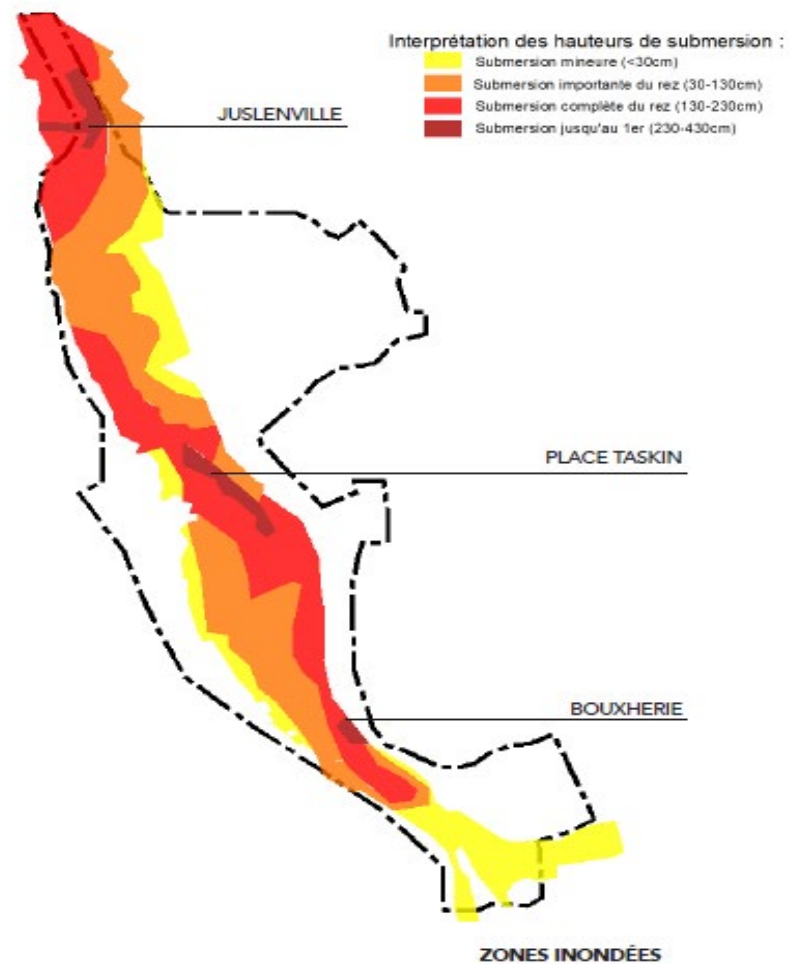 Interprétation des hauteurs de submersion :
Submersion mineure (<30cm)
Submersion importante du rez (30-130cm)
Submersion complète du rez (130-230cm)
Submersion jusqu'au 1er (230-430cm)
JUSLENVILLE
PLACE TASKIN
BOUXHERIE
ZONES INONDÉES